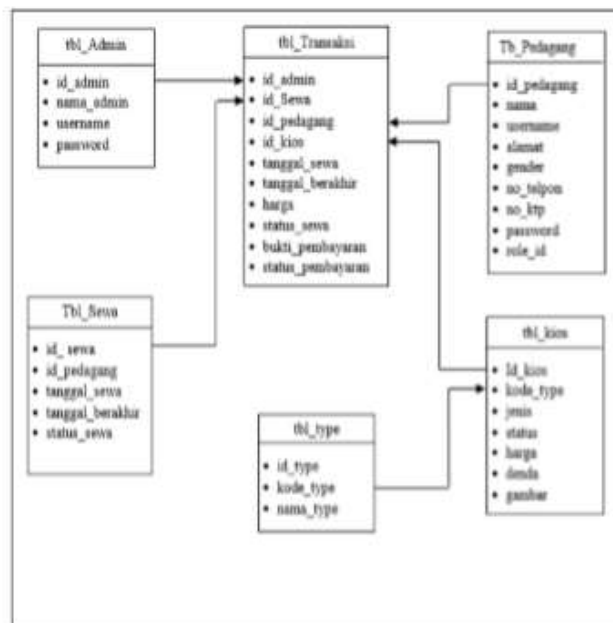 tbl_Admin
• id_admin
• nama_admin
• username
• password
tbl_Transaksi
• id_admin
• id_Sewa
• id_pedagang
• id_kios
• tanggal_sewa
• tanggal_berakhir
• harga
• status_sewa
• bukti_pembayaran
• status_pembayaran
Tb_Pedagang
• id_pedagang
• nama
• username
• alamat
• gender
• no_telpon
• no_ktp
• password
• role_id
Tbl_Sewa
• id_ sewa
• id_pedagang
• tanggal_sewa
• tanggal_berakhir
• status_sewa
tbl_type
• id_type
• kode_type
• nama_type
tbl_kios
• Id_kios
• kode_type
• jenis
• status
• harga
• denda
• gambar